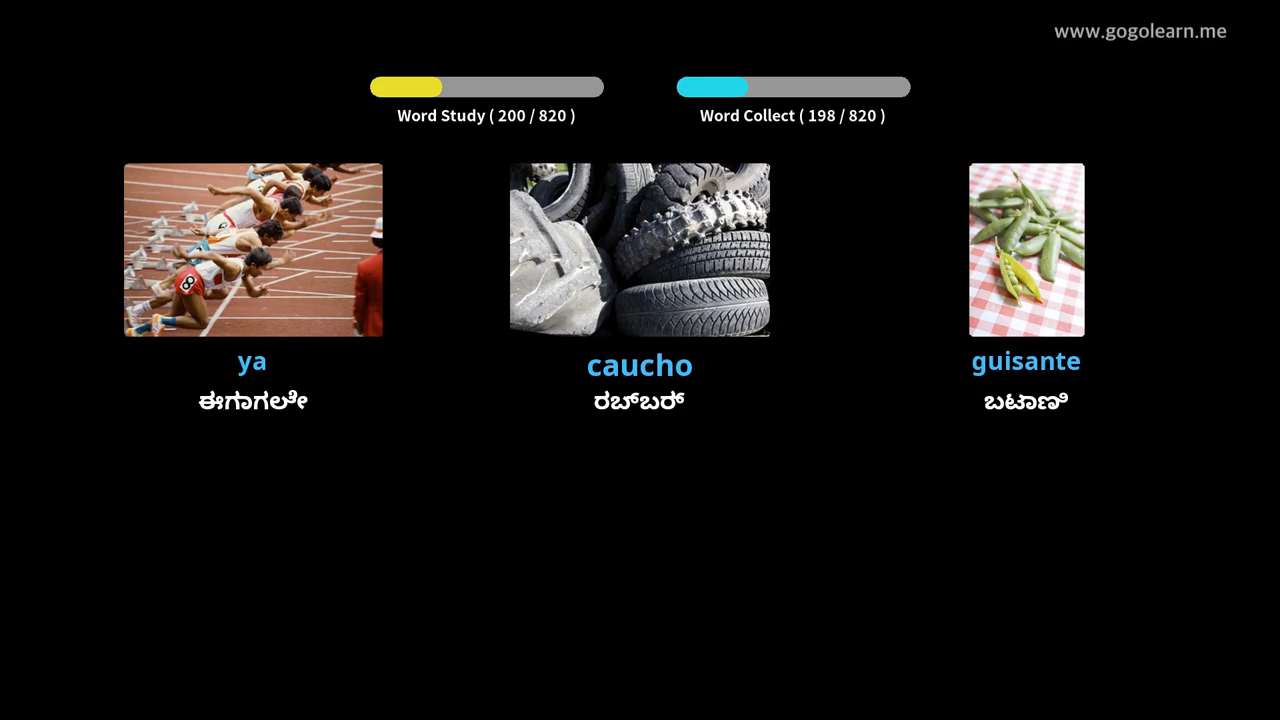 www.gogolearn.me
Word Study ( 200 / 820 )
Word Collect ( 198 / 820 )
8
ya
caucho
guisante
ಈಗಾಗಲೇ
ರಬ್ಬರ್
ಬಟಾಣಿ